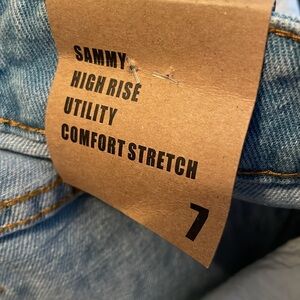 SAMMY
HIGH RISE
UTILITY
COMFORT STRETCH
7